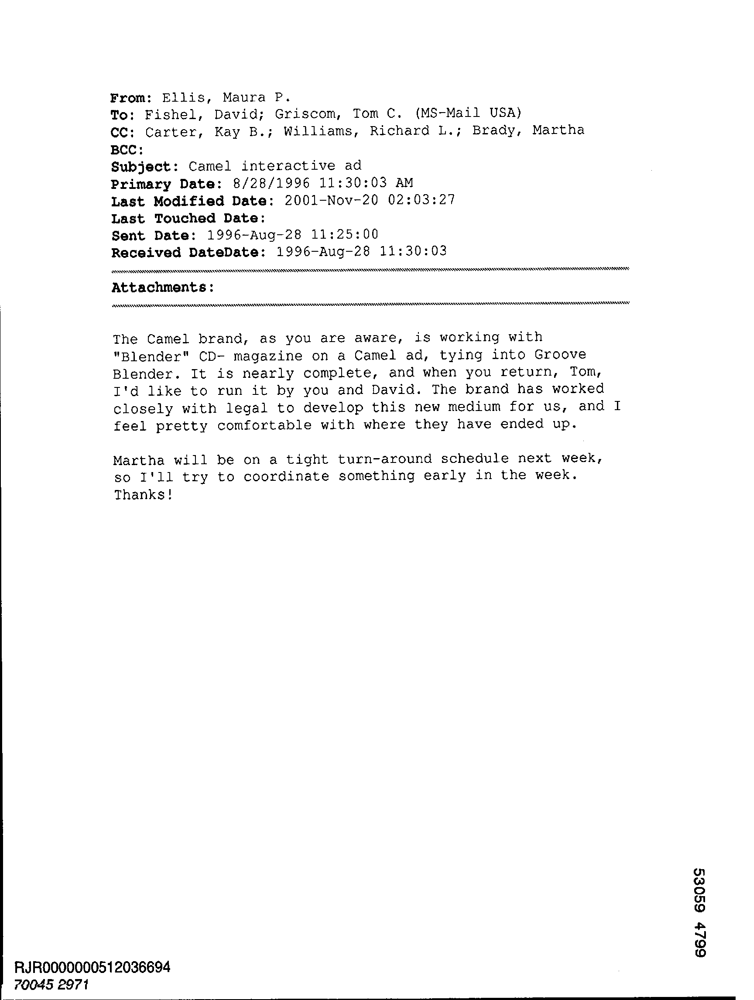 From: Ellis, Maura P.
To: Fishel, David; Griscom, Tom C. (MS-Mail USA)
CC: Carter, Kay B.; Williams, Richard L.; Brady, Martha
BCC:
Subject: Camel interactive ad
Primary Date: 8/28/1996 11:30:03 AM
Last Modified Date: 2001-Nov-20 02:03:27
Last Touched Date:
Sent Date: 1996-Aug-28 11:25:00
Received DateDate: 1996-Aug-28 11:30:03
Attachments:
The Camel brand, as you are aware, is working with
"Blender" CD- magazine on a Camel ad, tying into Groove
Blender. It is nearly complete, and when you return, Tom,
I'd like to run it by you and David. The brand has worked
closely with legal to develop this new medium for us, and I
feel pretty comfortable with where they have ended up.
Martha will be on a tight turn-around schedule next week,
so I'll try to coordinate something early in the week.
Thanks!
53059 4799
RJR0000000512036694
70045 2971